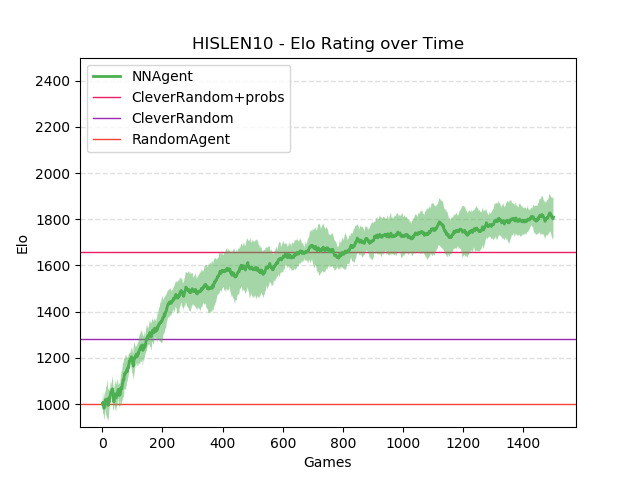 HISLEN10 - Elo Rating over Time
NNAgent
CleverRandom+probs
CleverRandom
RandomAgent
2400
2200
2000
1800
1600
1400
1200
1000
Elo
0 200 400 600 800 1000 1200 1400
Games